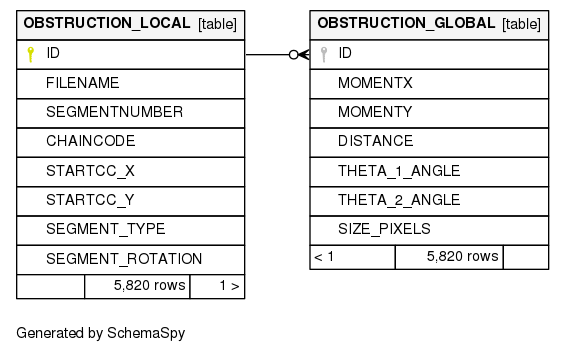 OBSTRUCTION_LOCAL [table]
ID
FILENAME
SEGMENTNUMBER
CHAINCODE
STARTCC_X
STARTCC_Y
SEGMENT_TYPE
SEGMENT_ROTATION
5,820 rows 1 >
OBSTRUCTION_GLOBAL [table]
ID
MOMENTX
MOMENTY
DISTANCE
THETA_1_ANGLE
THETA_2_ANGLE
SIZE_PIXELS
< 1 5,820 rows
Generated by SchemaSpy